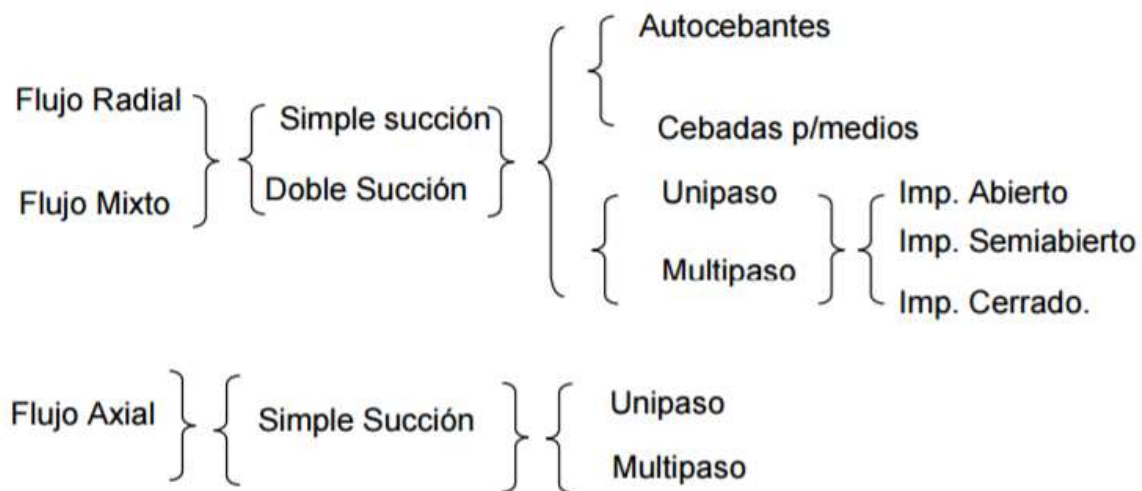 Autocebantes
Flujo Radial
Simple succión
Cebadas p/medios
Flujo Mixto
Doble Succión
Unipaso
Imp. Abierto
Imp. Semiabierto
Multipaso
Imp. Cerrado.
Flujo Axial
Simple Succión
Unipaso
Multipaso